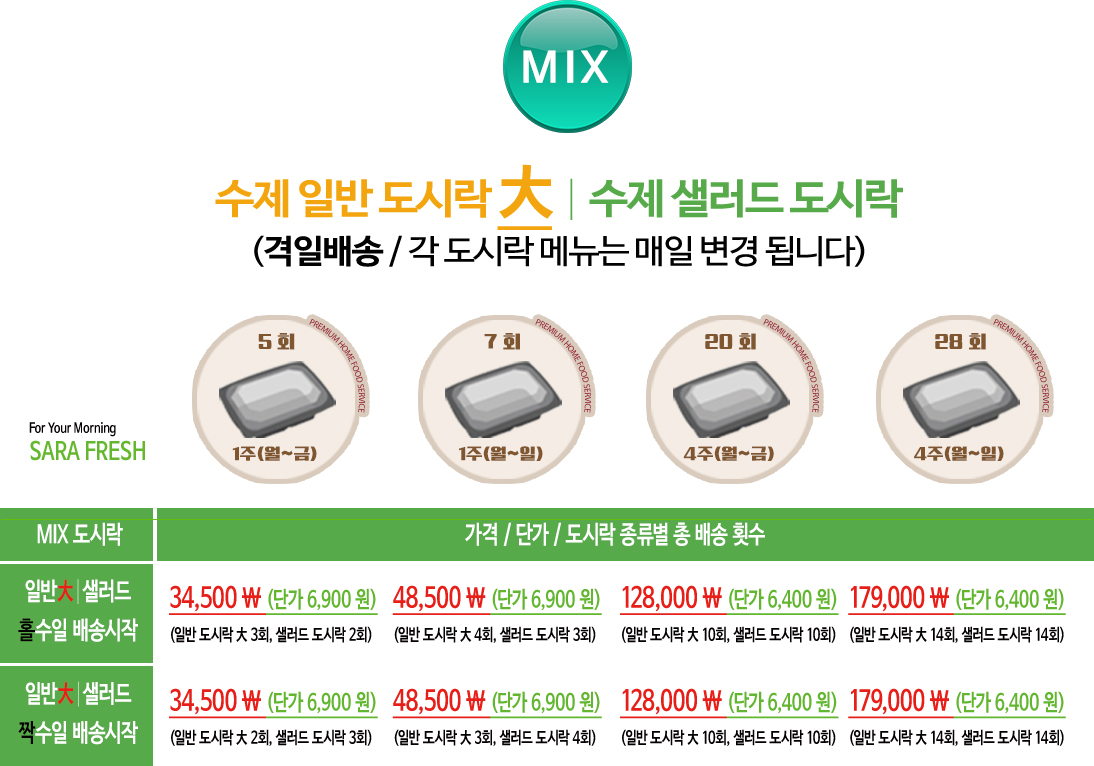 MIX
수제 일반 도시락 大 | 수제 샐러드 도시락
(격일배송 / 각 도시락 메뉴는 매일 변경 됩니다)
5 회
PREMIUM HOME FOOD SERVICE
1주(월~금)
7 회
PREMIUM HOME FOOD SERVICE
1주(월~일)
20 회
PREMIUM HOME FOOD SERVICE
4주(월~금)
28 회
PREMIUM HOME FOOD SERVICE
4주(월~일)
For Your Morning
SARA FRESH
MIX 도시락
가격 / 단가 / 도시락 종류별 총 배송 횟수
일반大 | 샐러드
홀수일 배송시작
34,500 ₩ (단가 6,900 원)
(일반 도시락 大 3회, 샐러드 도시락 2회)
48,500 ₩ (단가 6,900 원)
(일반 도시락 大 4회, 샐러드 도시락 3회)
128,000 ₩ (단가 6,400 원)
(일반 도시락 大 10회, 샐러드 도시락 10회)
179,000 ₩ (단가 6,400 원)
(일반 도시락 大 14회, 샐러드 도시락 14회)
일반大 | 샐러드
짝수일 배송시작
34,500 ₩ (단가 6,900 원)
(일반 도시락 大 2회, 샐러드 도시락 3회)
48,500 ₩ (단가 6,900 원)
(일반 도시락 大 3회, 샐러드 도시락 4회)
128,000 ₩ (단가 6,400 원)
(일반 도시락 大 10회, 샐러드 도시락 10회)
179,000 ₩ (단가 6,400 원)
(일반 도시락 大 14회, 샐러드 도시락 14회)